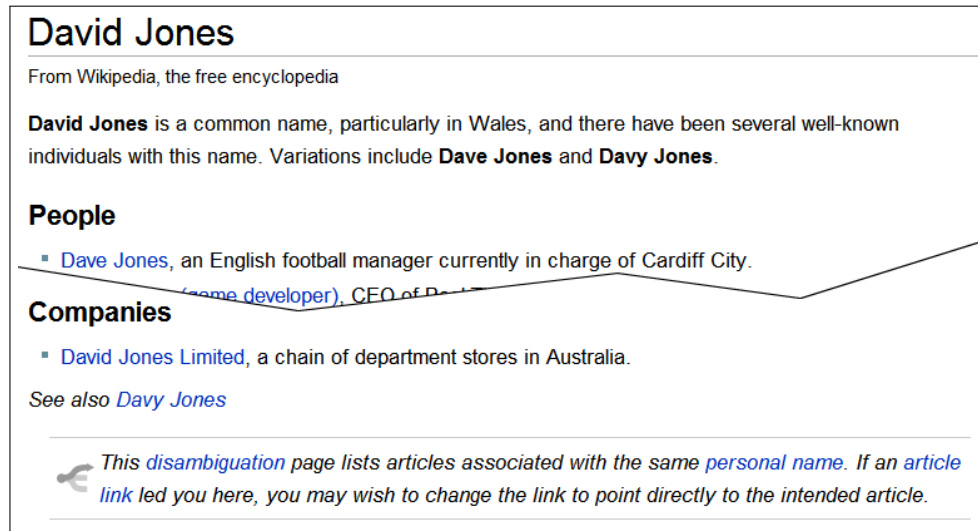 David Jones
From Wikipedia, the free encyclopedia
David Jones is a common name, particularly in Wales, and there have been several well-known
individuals with this name. Variations include Dave Jones and Davy Jones.
People
Dave Jones, an English football manager currently in charge of Cardiff City.
(game developer), CEO of
Companies
David Jones Limited, a chain of department stores in Australia.
See also Davy Jones
This disambiguation page lists articles associated with the same personal name. If an article
link led you here, you may wish to change the link to point directly to the intended article.